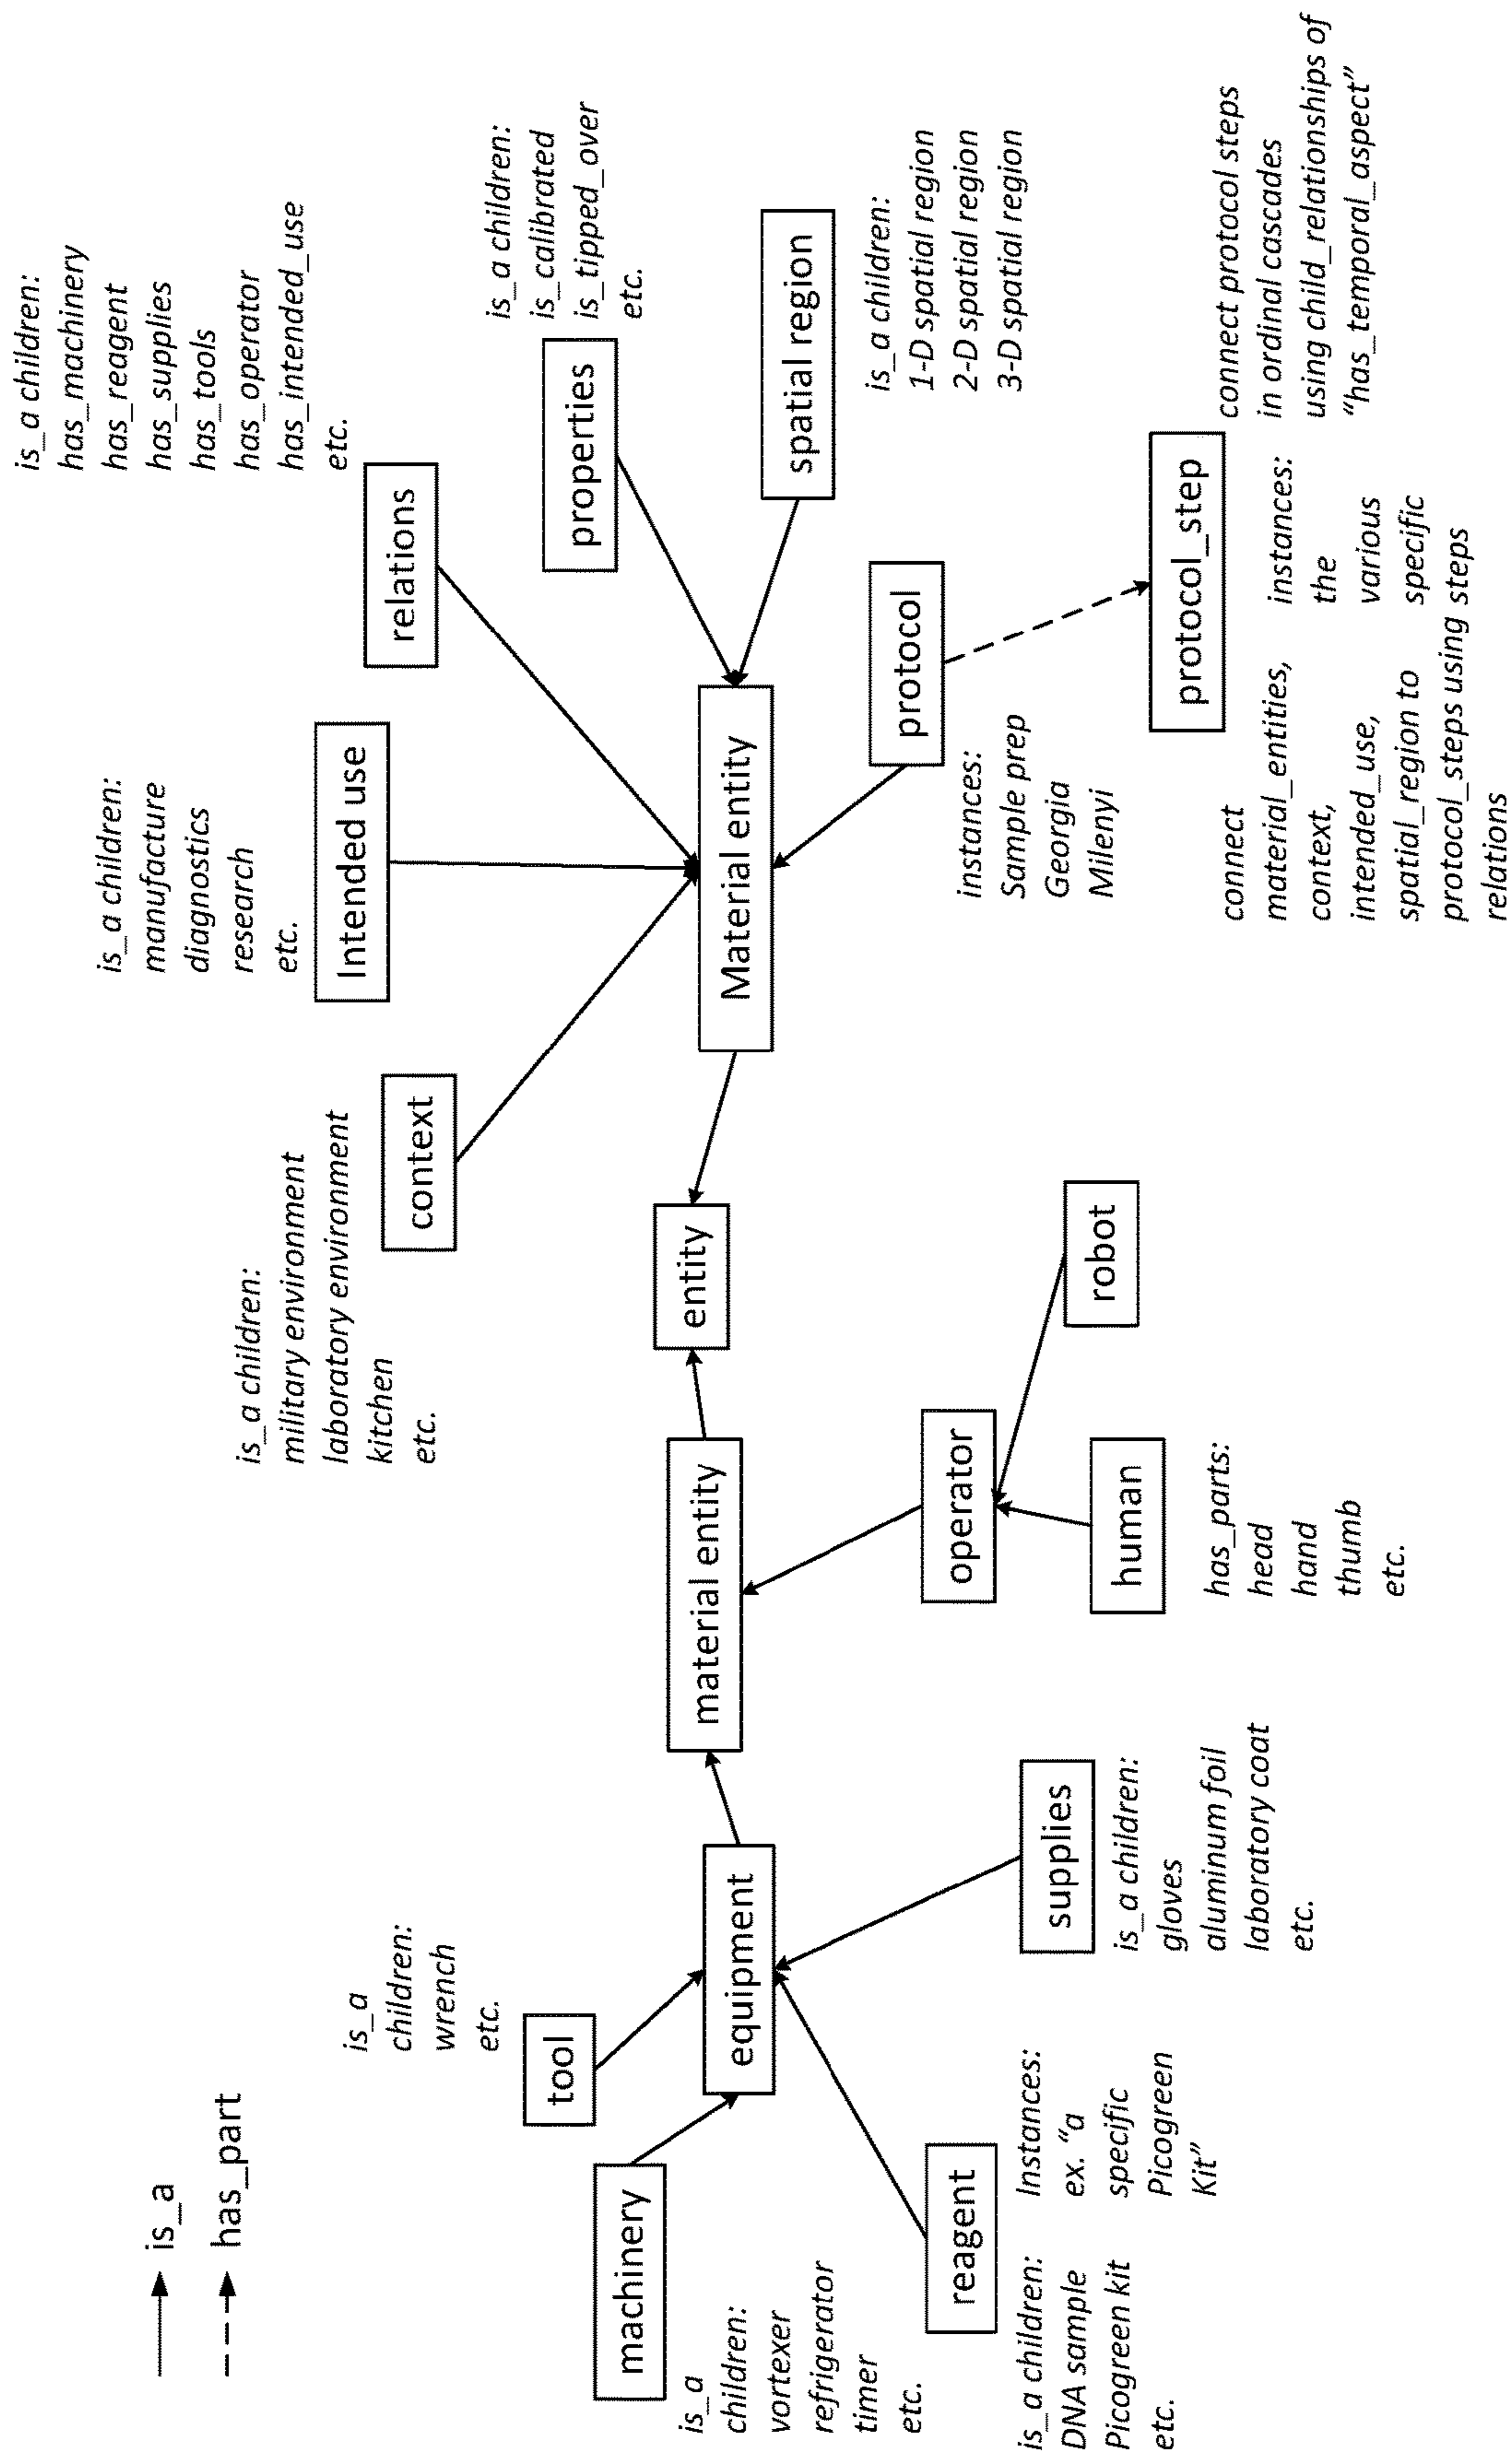 is_a
has_part
is_a
children:
wrench
etc.
tool
machinery
is_a
children:
vortexer
refrigerator
timer
etc.
equipment
reagent
is_a children:
DNA sample
Picogreen kit
etc.
Instances:
ex. “a
specific
Picogreen
Kit”
supplies
is_a children:
gloves
aluminum foil
laboratory coat
etc.
material entity
operator
human
has_parts:
head
hand
thumb
etc.
robot
entity
is_a children:
military environment
laboratory environment
kitchen
etc.
context
is_a children:
manufacture
diagnostics
research
etc.
Intended use
is_a children:
has_machinery
has_reagent
has_supplies
has_tools
has_operator
has_intended_use
etc.
relations
is_a children:
is_calibrated
is_tipped_over
etc.
properties
Material entity
spatial region
is_a children:
1-D spatial region
2-D spatial region
3-D spatial region
protocol
instances:
Sample prep
Georgia
Milenyi
protocol_step
connect protocol steps
in ordinal cascades
using child_relationships of
“has_temporal_aspect”
connect
material_entities,
context,
intended_use,
spatial_region to
protocol_steps using
relations
instances:
the
various
specific
steps